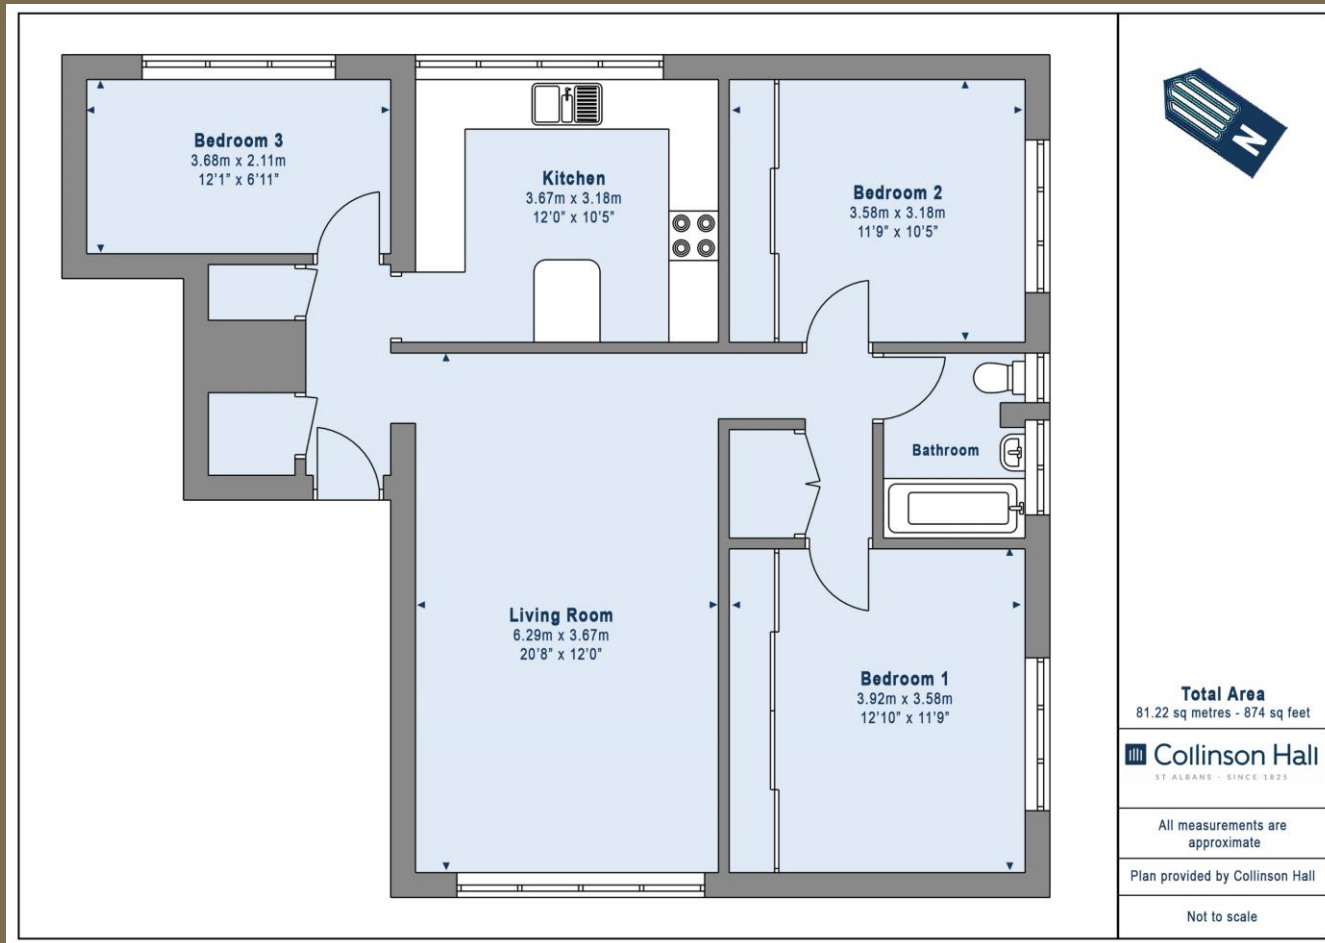 Bedroom 3
3.68m x 2.11m
12'1" x 6'11"
Kitchen
3.67m x 3.18m
12'0" x 10'5"
Bedroom 2
3.58m x 3.18m
11'9" x 10'5"
Bathroom
Living Room
6.29m x 3.67m
20'8" x 12'0"
Bedroom 1
3.92m x 3.58m
12'10" x 11'9"
N
Total Area
81.22 sq metres - 874 sq feet
Collinson Hall
ST ALBANS - SINCE 1825
All measurements are
approximate
Plan provided by Collinson Hall
Not to scale